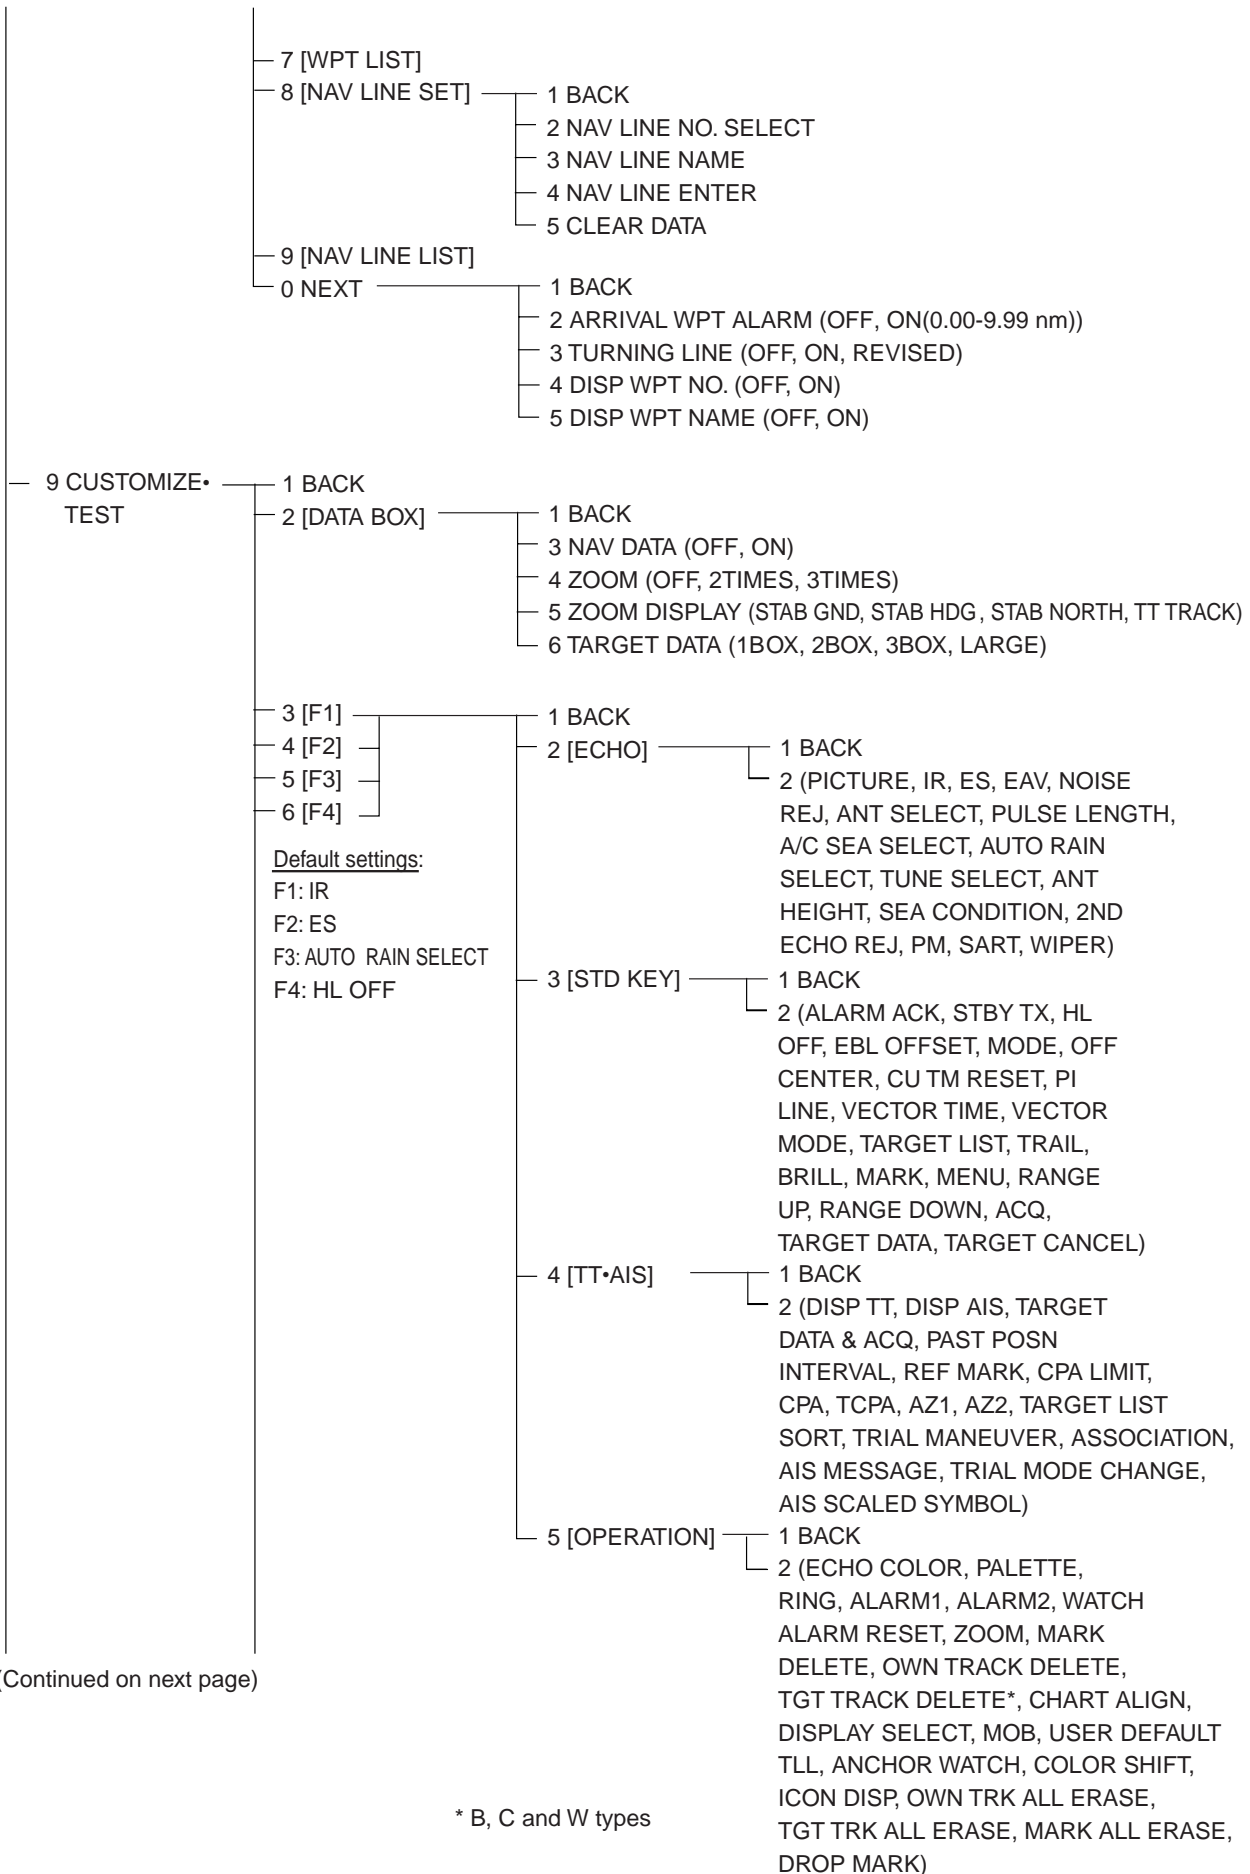 7 [WPT LIST]
8 [NAV LINE SET]
1 BACK
2 NAV LINE NO. SELECT
3 NAV LINE NAME
4 NAV LINE ENTER
5 CLEAR DATA
9 [NAV LINE LIST]
0 NEXT
1 BACK
2 ARRIVAL WPT ALARM (OFF, ON(0.00-9.99 nm))
3 TURNING LINE (OFF, ON, REVISED)
4 DISP WPT NO. (OFF, ON)
5 DISP WPT NAME (OFF, ON)
9 CUSTOMIZE•
TEST
1 BACK
2 [DATA BOX]
1 BACK
3 NAV DATA (OFF, ON)
4 ZOOM (OFF, 2TIMES, 3TIMES)
5 ZOOM DISPLAY (STAB GND, STAB HDG, STAB NORTH, TT TRACK)
6 TARGET DATA (1BOX, 2BOX, 3BOX, LARGE)
3 [F1]
4 [F2]
5 [F3]
6 [F4]
Default settings:
F1: IR
F2: ES
F3: AUTO RAIN SELECT
F4: HL OFF
1 BACK
2 [ECHO]
1 BACK
2 (PICTURE, IR, ES, EAV, NOISE
REJ, ANT SELECT, PULSE LENGTH,
A/C SEA SELECT, AUTO RAIN
SELECT, TUNE SELECT, ANT
HEIGHT, SEA CONDITION, 2ND
ECHO REJ, PM, SART, WIPER)
3 [STD KEY]
1 BACK
2 (ALARM ACK, STBY TX, HL
OFF, EBL OFFSET, MODE, OFF
CENTER, CU TM RESET, PI
LINE, VECTOR TIME, VECTOR
MODE, TARGET LIST, TRAIL,
BRILL, MARK, MENU, RANGE
UP, RANGE DOWN, ACQ,
TARGET DATA, TARGET CANCEL)
4 [TT•AIS]
1 BACK
2 (DISP TT, DISP AIS, TARGET
DATA & ACQ, PAST POSN
INTERVAL, REF MARK, CPA LIMIT,
CPA, TCPA, AZ1, AZ2, TARGET LIST
SORT, TRIAL MANEUVER, ASSOCIATION,
AIS MESSAGE, TRIAL MODE CHANGE,
AIS SCALED SYMBOL)
5 [OPERATION]
1 BACK
2 (ECHO COLOR, PALETTE,
RING, ALARM1, ALARM2, WATCH
ALARM RESET, ZOOM, MARK
DELETE, OWN TRACK DELETE,
TGT TRACK DELETE*, CHART ALIGN,
DISPLAY SELECT, MOB, USER DEFAULT
TLL, ANCHOR WATCH, COLOR SHIFT,
ICON DISP, OWN TRK ALL ERASE,
TGT TRK ALL ERASE, MARK ALL ERASE,
DROP MARK)
(Continued on next page)
* B, C and W types